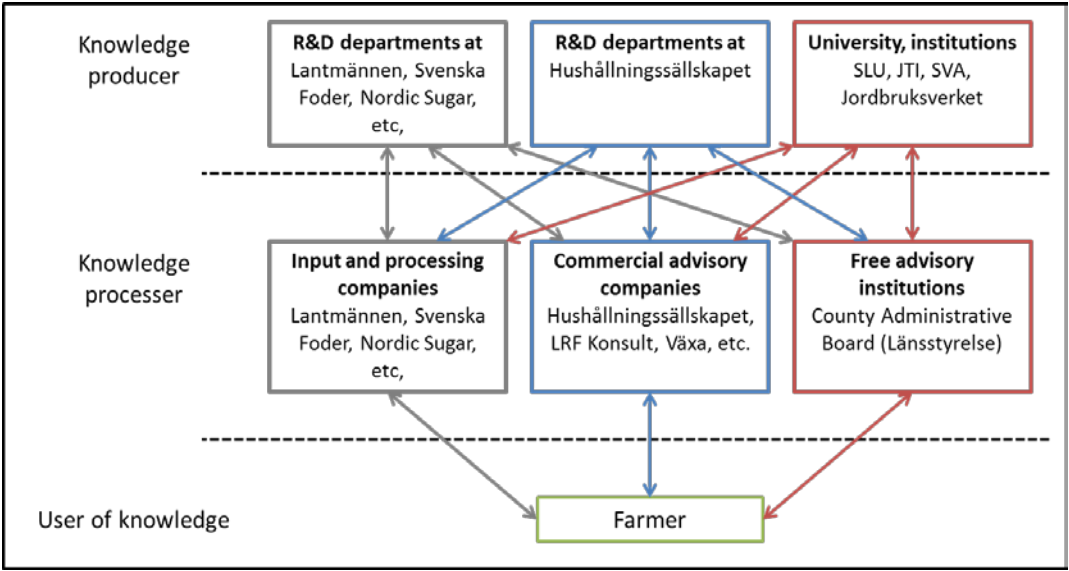 Knowledge
producer
R&D departments at
Lantmännen, Svenska
Foder, Nordic Sugar,
etc,
R&D departments at
Hushållningssällskapet
University, institutions
SLU, JTI, SVA,
Jordbruksverket
Knowledge
processer
Input and processing
companies
Lantmännen, Svenska
Foder, Nordic Sugar,
etc,
Commercial advisory
companies
Hushållningssällskapet,
LRF Konsult, Växa, etc.
Free advisory
institutions
County Administrative
Board (Länsstyrelse)
User of knowledge
Farmer